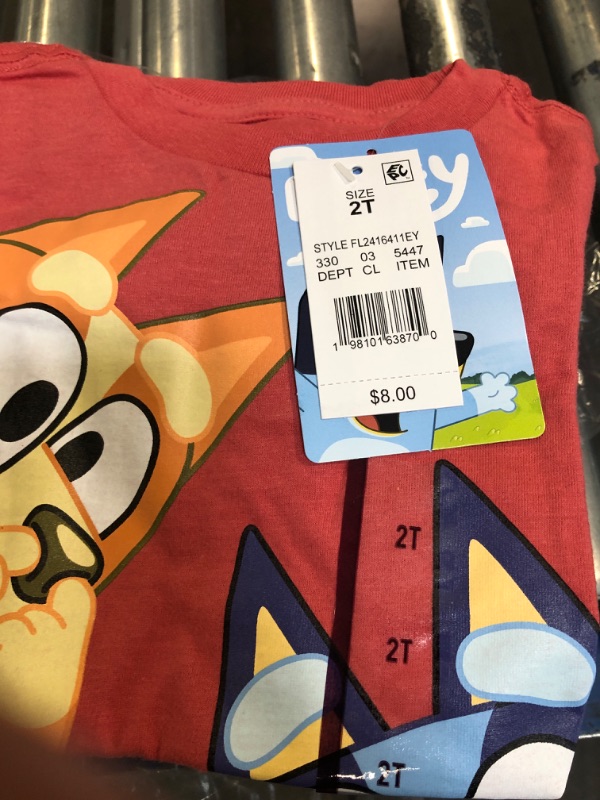 SIZE
2T
STYLE FL2416411EY
330 03 5447
DEPT CL ITEM
1 98101 63870 0
$8.00
2T
2T
2T